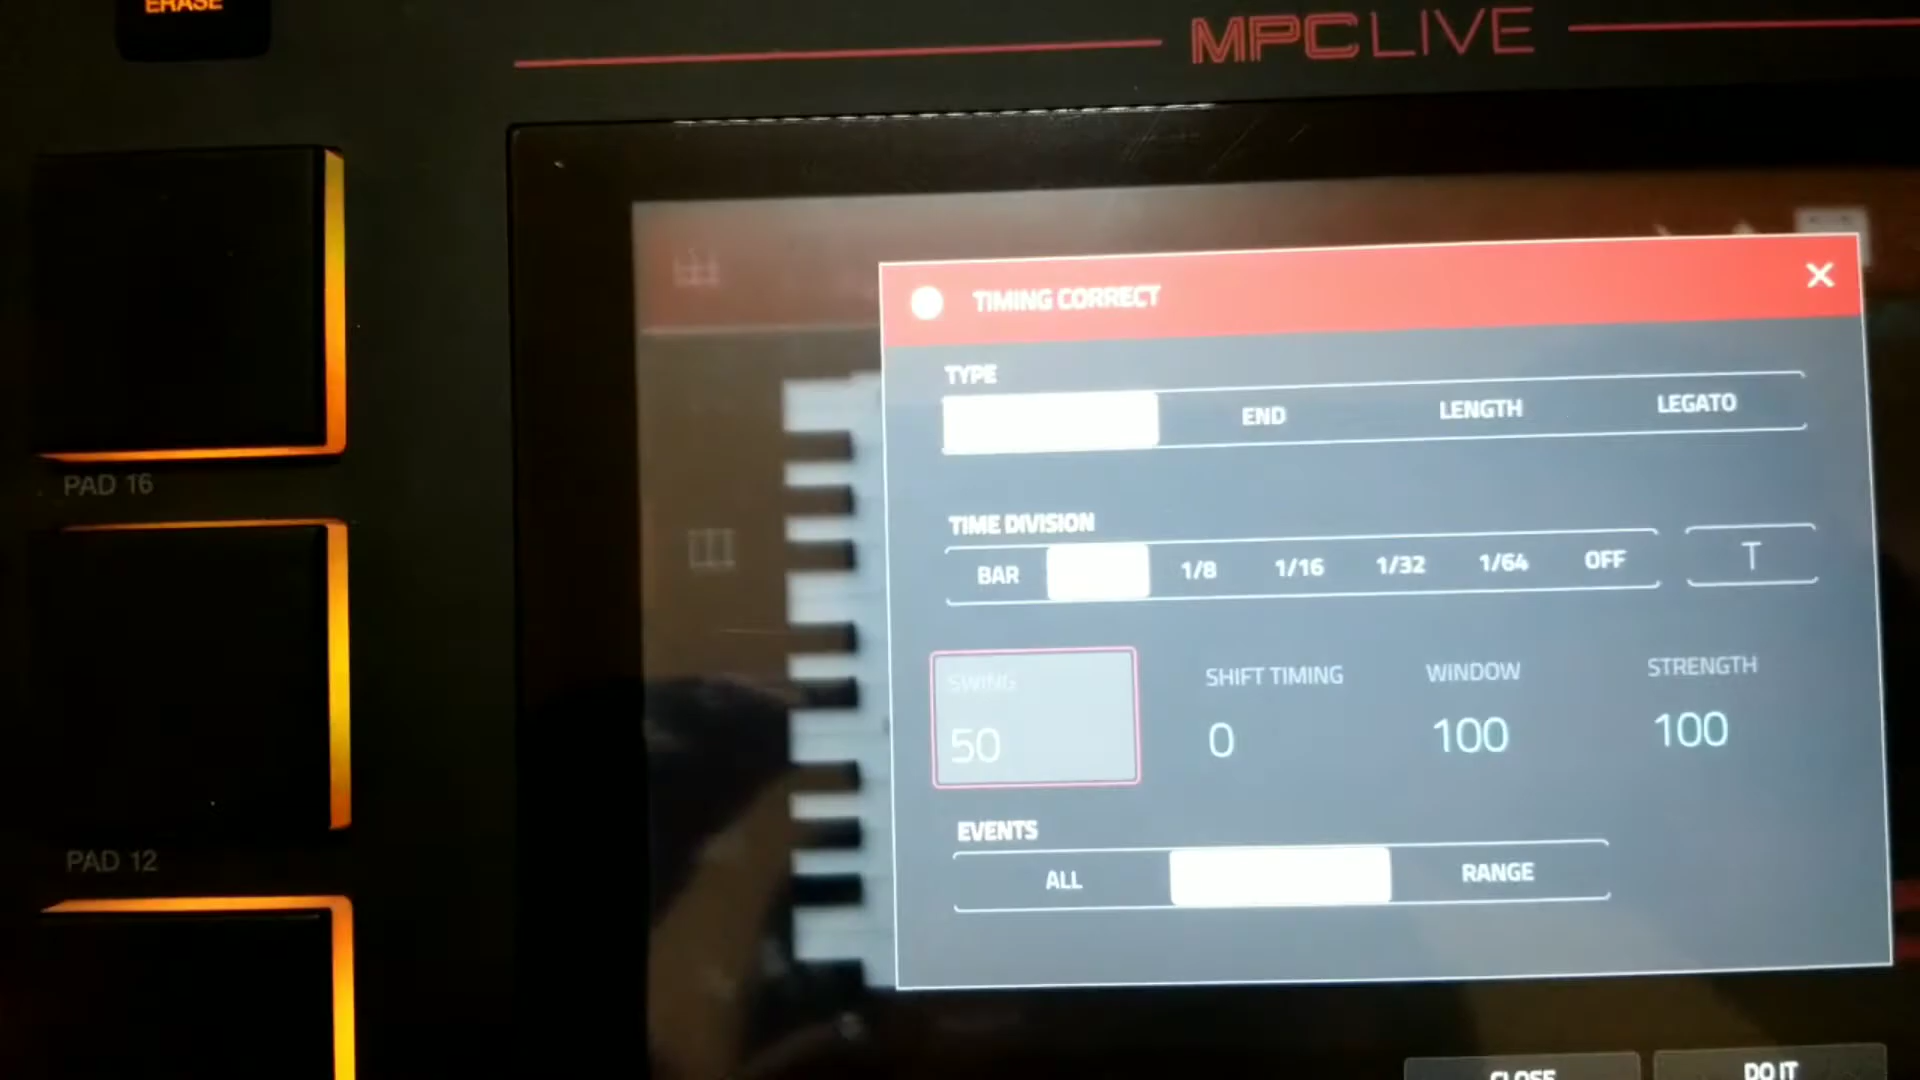 ERASE
MPC LIVE
TIMING CORRECT
TYPE
END LENGTH LEGATO
PAD 16
TIME DIVISION
BAR 1/8 1/16 1/32 1/64 OFF T
SWING SHIFT TIMING WINDOW STRENGTH
50 0 100 100
EVENTS
PAD 12
ALL RANGE
CLOSE DO IT